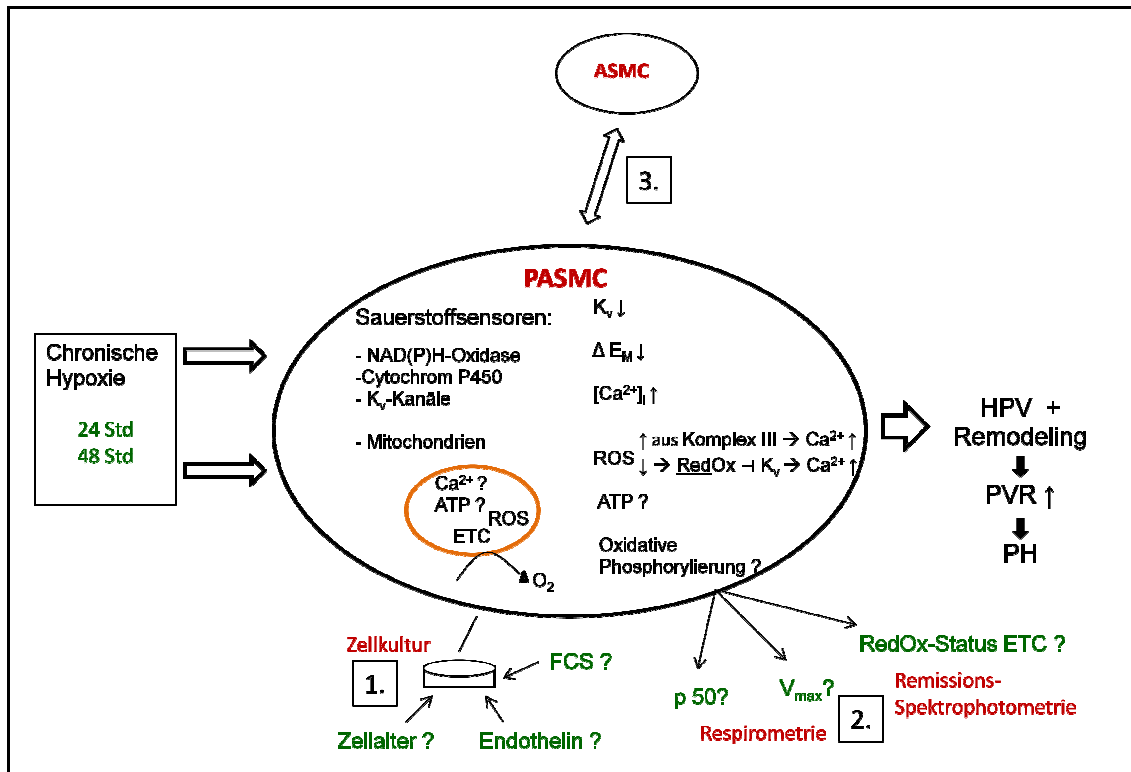 ASMC
3.
PASMC
Sauerstoffsensoren:
- NAD(P)H-Oxidase
-Cytochrom P450
- Kv-Kanäle
- Mitochondrien
Ca²⁺ ?
ATP ?
ROS
ETC
O₂
Kv ↓
Δ EM ↓
[Ca²⁺]I ↑
ROS
↑ aus Komplex III → Ca²⁺ ↑
↓ → RedOx ⊣ Kv → Ca²⁺ ↑
ATP ?
Oxidative
Phosphorylierung ?
Chronische
Hypoxie
24 Std
48 Std
HPV +
Remodeling
PVR ↑
PH
Zellkultur
1.
FCS ?
Zellalter ?
Endothelin ?
p 50?
Vmax?
Respirometrie
2.
RedOx-Status ETC ?
Remissions-
Spektrophotometrie